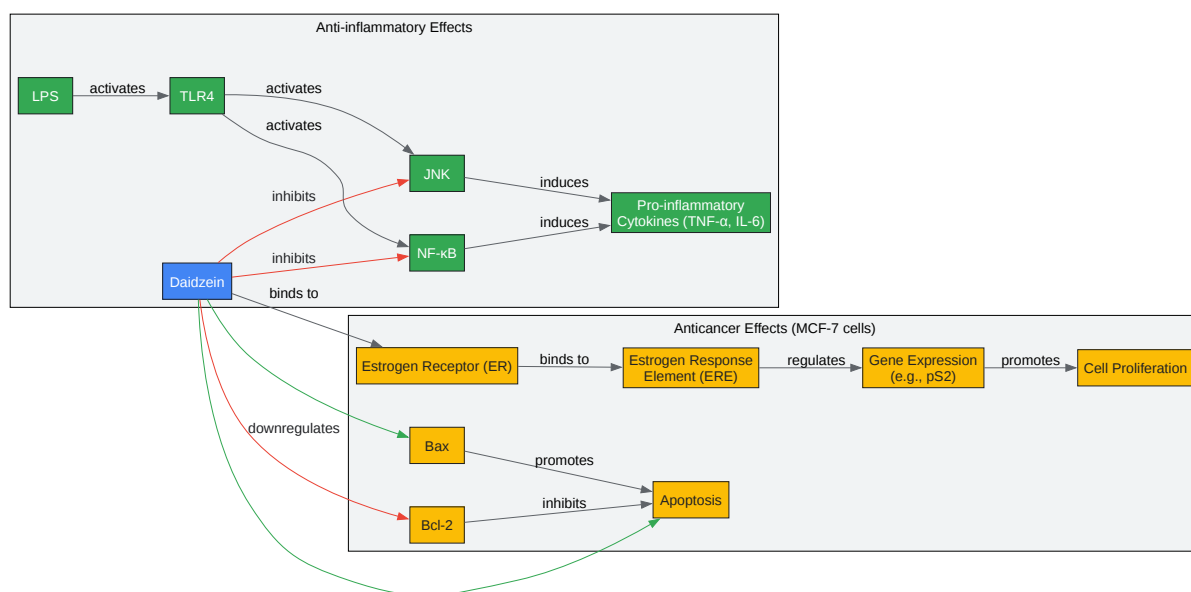 Anti-inflammatory Effects
LPS
activates
TLR4
activates
activates
JNK
inhibits
induces
Pro-inflammatory
Cytokines (TNF-α, IL-6)
induces
NF-κB
inhibits
Daidzein
binds to
Anticancer Effects (MCF-7 cells)
Estrogen Receptor (ER)
binds to
Estrogen Response
Element (ERE)
regulates
Gene Expression
(e.g., pS2)
promotes
Cell Proliferation
downregulates
Bax
promotes
Apoptosis
inhibits
Bcl-2